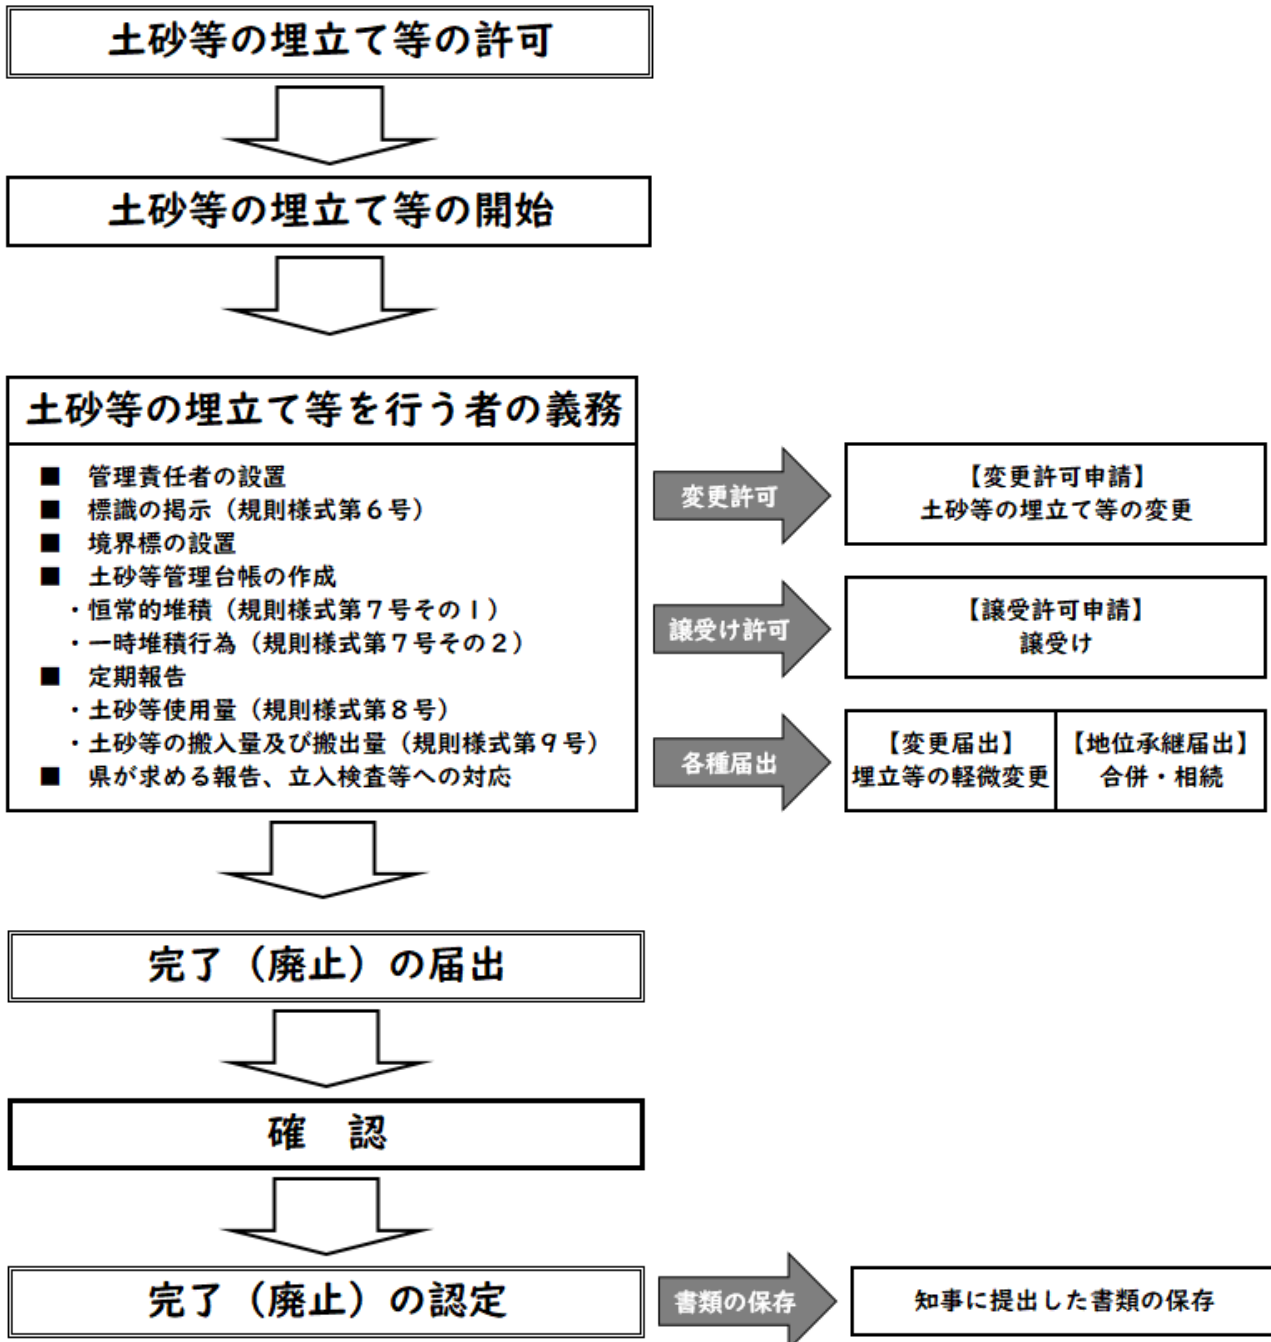 土砂等の埋立て等の許可
土砂等の埋立て等の開始
土砂等の埋立て等を行う者の義務
■ 管理責任者の設置
■ 標識の掲示（規則様式第６号）
■ 境界標の設置
■ 土砂等管理台帳の作成
・恒常的堆積（規則様式第７号その１）
・一時堆積行為（規則様式第７号その２）
■ 定期報告
・土砂等使用量（規則様式第８号）
・土砂等の搬入量及び搬出量（規則様式第９号）
■ 県が求める報告、立入検査等への対応
変更許可
【変更許可申請】
土砂等の埋立て等の変更
譲受け許可
【譲受許可申請】
譲受け
各種届出
【変更届出】
埋立等の軽微変更
【地位承継届出】
合併・相続
完了（廃止）の届出
確　認
完了（廃止）の認定
書類の保存
知事に提出した書類の保存